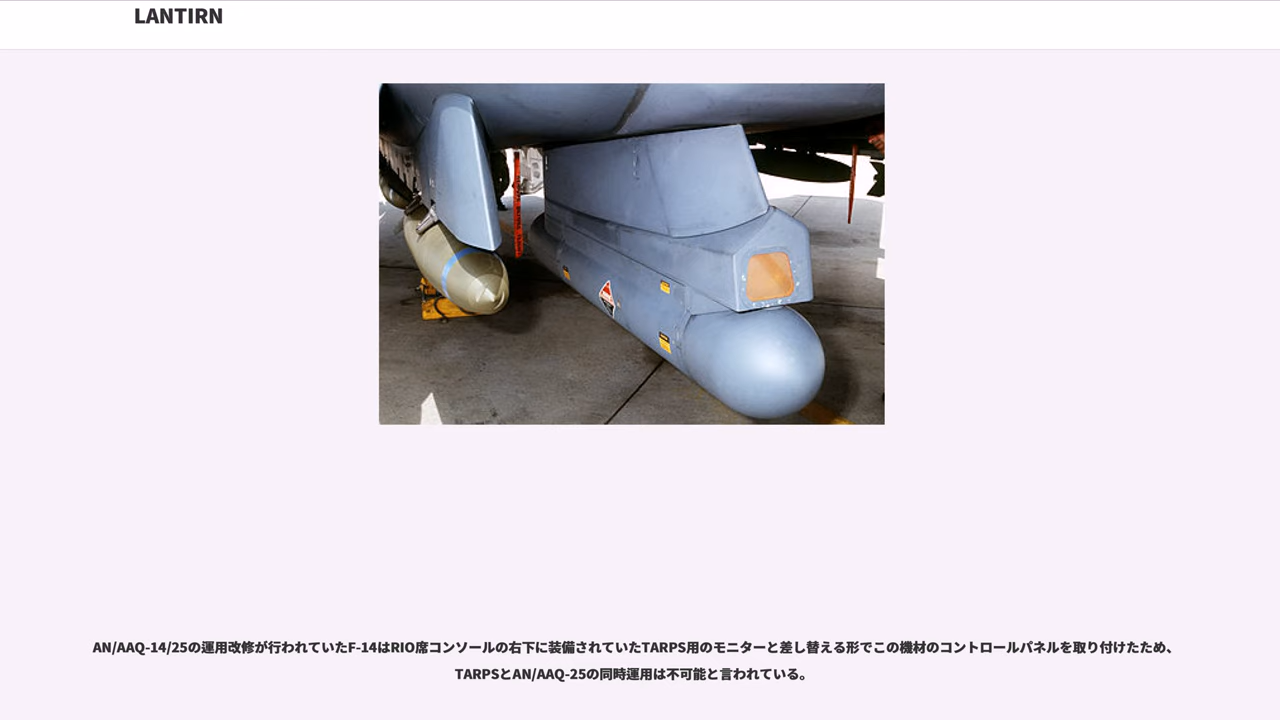 LANTIRN
AN/AAQ-14/25の運用改修が行われていたF-14はRIO席コンソールの右下に装備されていたTARPS用のモニターと差し替える形でこの機材のコントロールパネルを取り付けたため、
TARPSとAN/AAQ-25の同時運用は不可能と言われている。